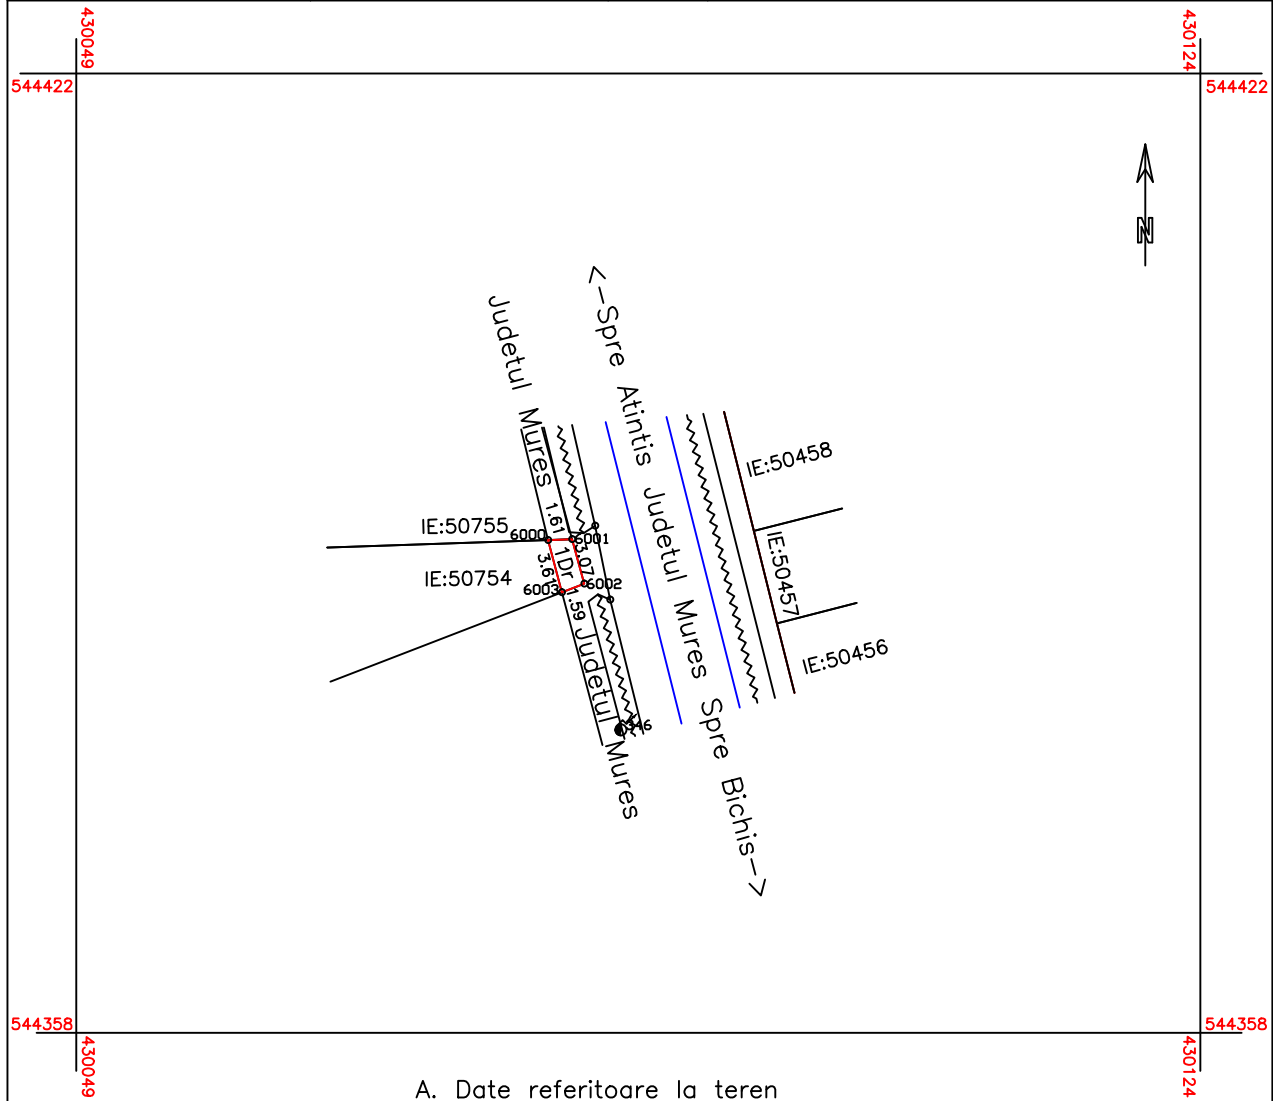 430049
430124
544422
544422
N
<--Spre Atintis Judetul Mures Spre Bichis-->
Judetul Mures
IE:50458
IE:50755
6000
1.61
6001
1Dr
3.07
3.61
IE:50754
6003
6002
1.59
IE:50457
Judetul Mures
IE:50456
544358
544358
430049
430124
A. Date referitoare la teren